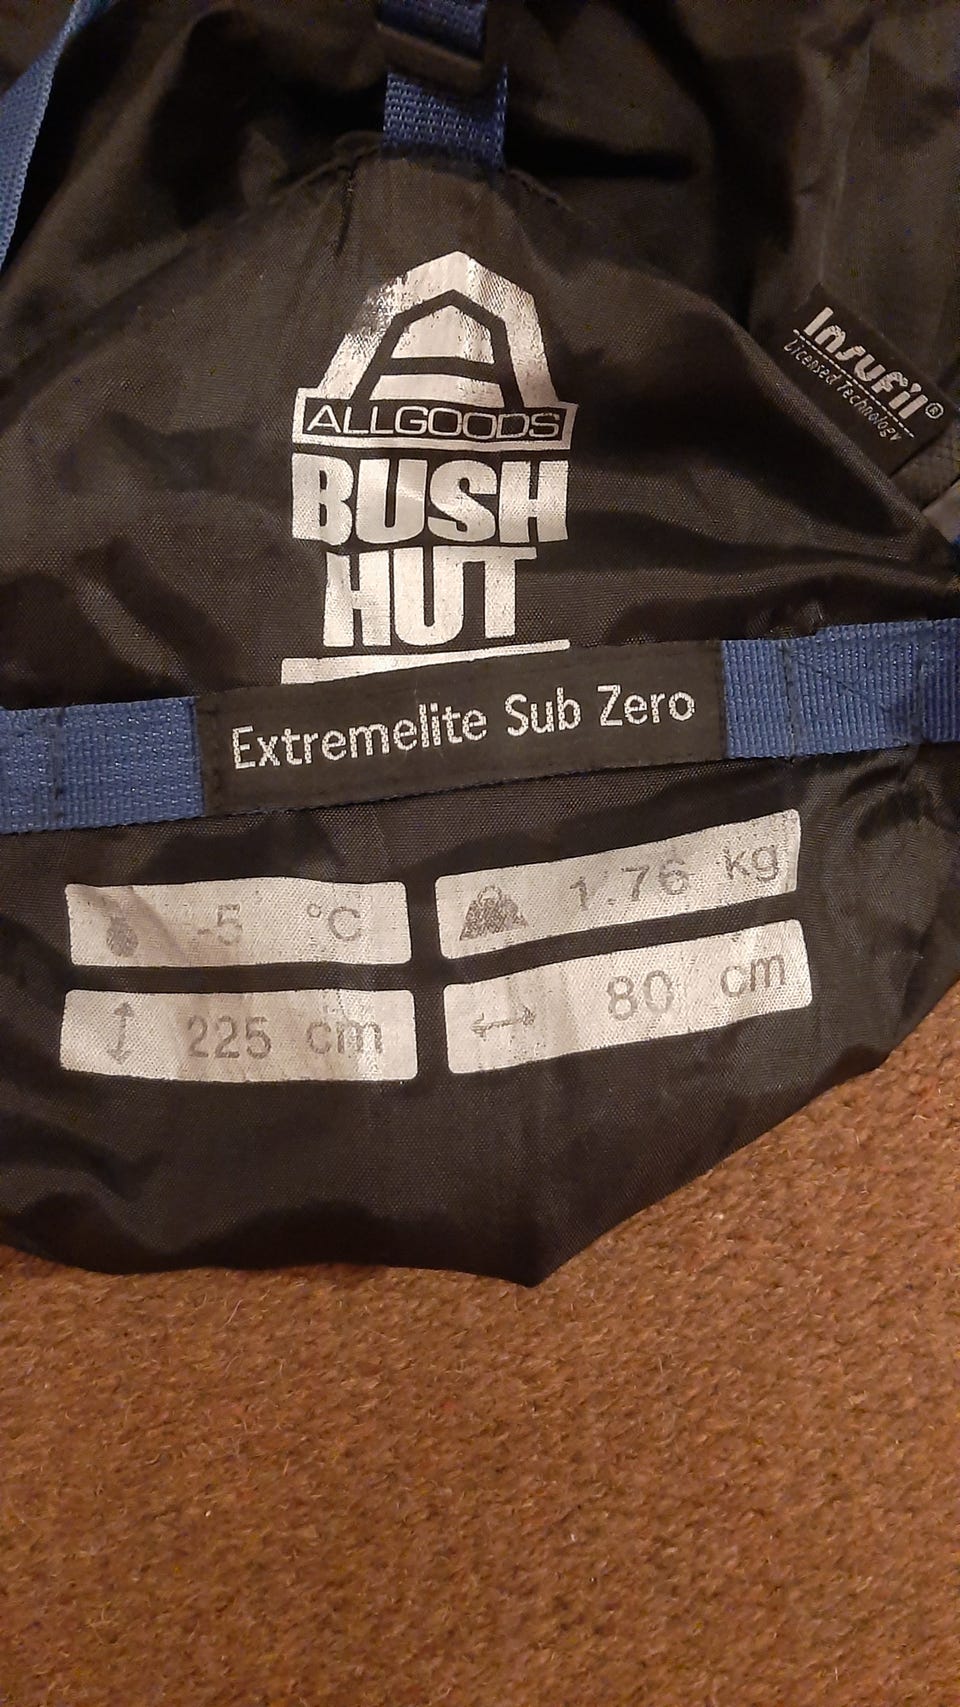 ALLGOODS
BUSH
HUT
Insufil®
Licensed Technology
Extremelite Sub Zero
-5 °C
1.76 kg
225 cm
80 cm